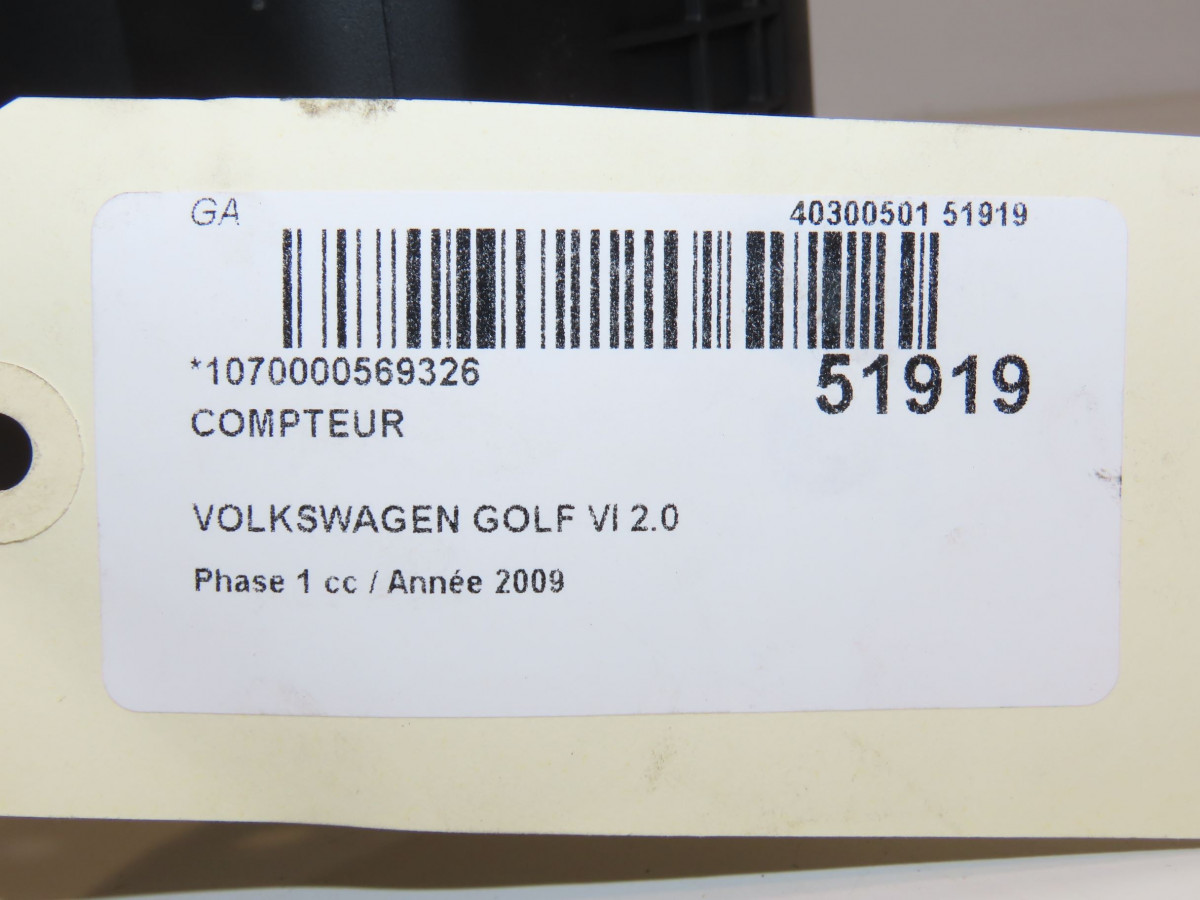 GA 40300501 51919
*1070000569326 51919
COMPTEUR
VOLKSWAGEN GOLF VI 2.0
Phase 1 cc / Année 2009